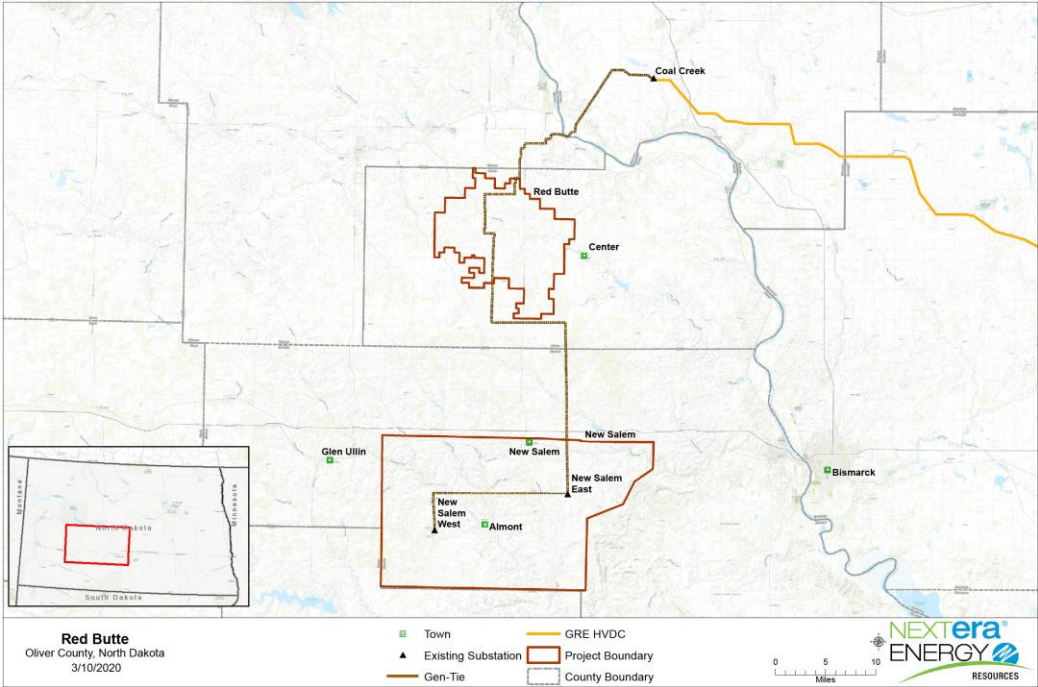 Coal Creek
Red Butte
Center
New Salem
Glen Ullin
New Salem
Bismarck
New Salem
East
New
Salem
West
Almont
Montana
North Dakota
Minnesota
South Dakota
Red Butte
Oliver County, North Dakota
3/10/2020
Town
Existing Substation
Gen-Tie
GRE HVDC
Project Boundary
County Boundary
0 5 10
Miles
NEXTera®
ENERGY
RESOURCES